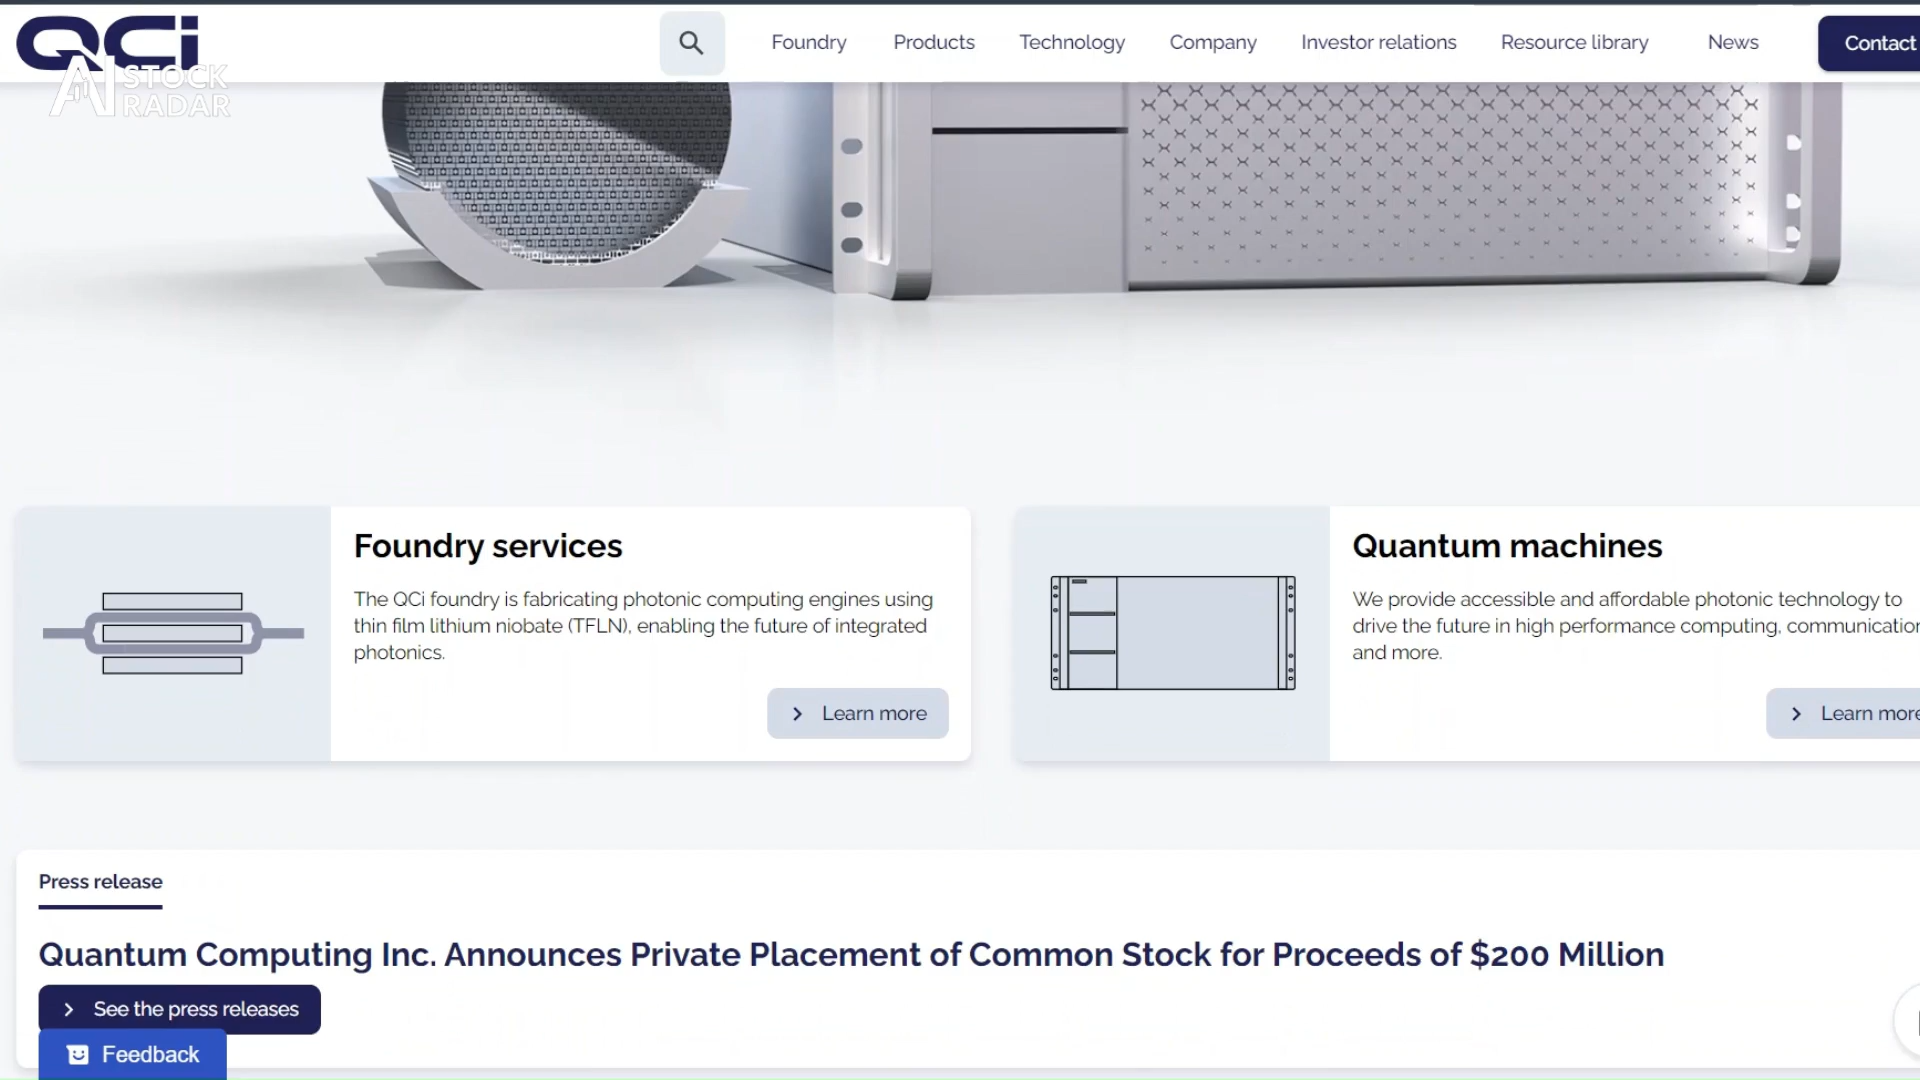 QCi
AI STOCK
RADAR
Foundry
Products
Technology
Company
Investor relations
Resource library
News
Contact
Foundry services
The QCi foundry is fabricating photonic computing engines using
thin film lithium niobate (TFLN), enabling the future of integrated
photonics.
Learn more
Quantum machines
We provide accessible and affordable photonic technology to
drive the future in high performance computing, communication
and more.
Learn more
Press release
Quantum Computing Inc. Announces Private Placement of Common Stock for Proceeds of $200 Million
See the press releases
Feedback